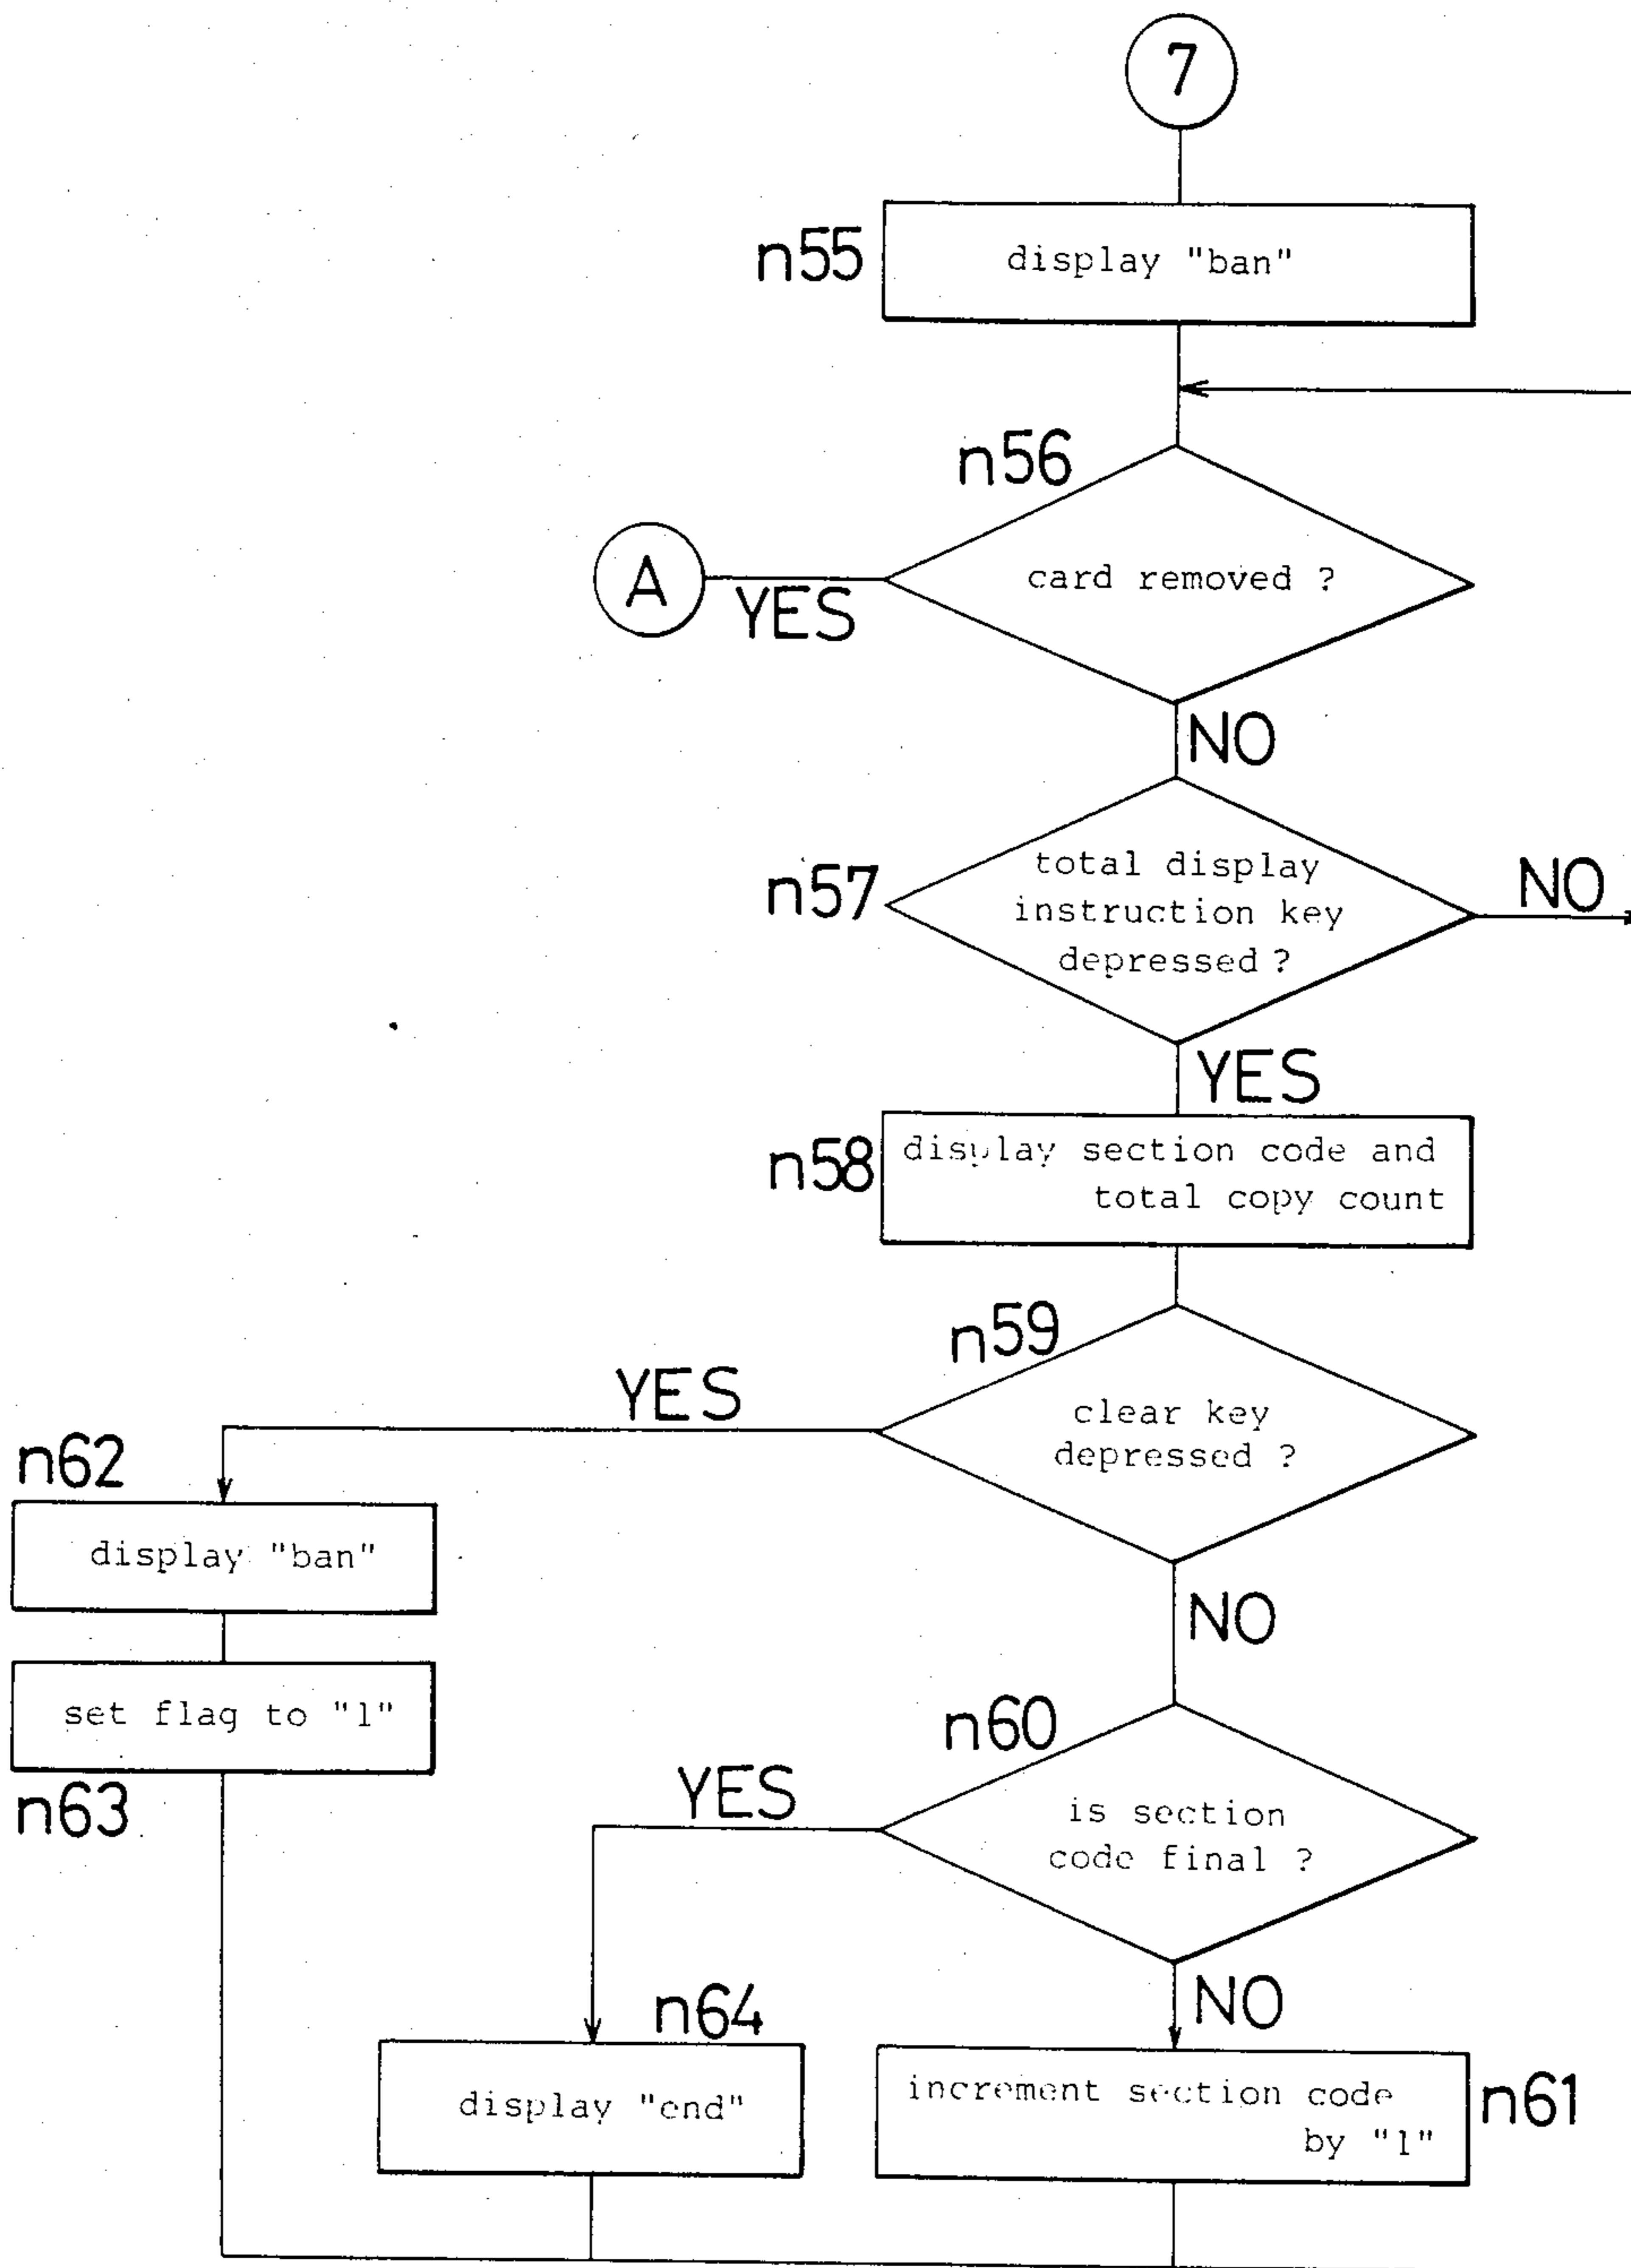 7
n55
display "ban"
n56
card removed ?
A
YES
NO
n57
total display
instruction key
depressed ?
NO
YES
n58
display section code and
total copy count
n59
clear key
depressed ?
YES
NO
n62
display "ban"
set flag to "1"
n63
n60
is section
code final ?
YES
NO
n64
display "end"
increment section code
by "1"
n61